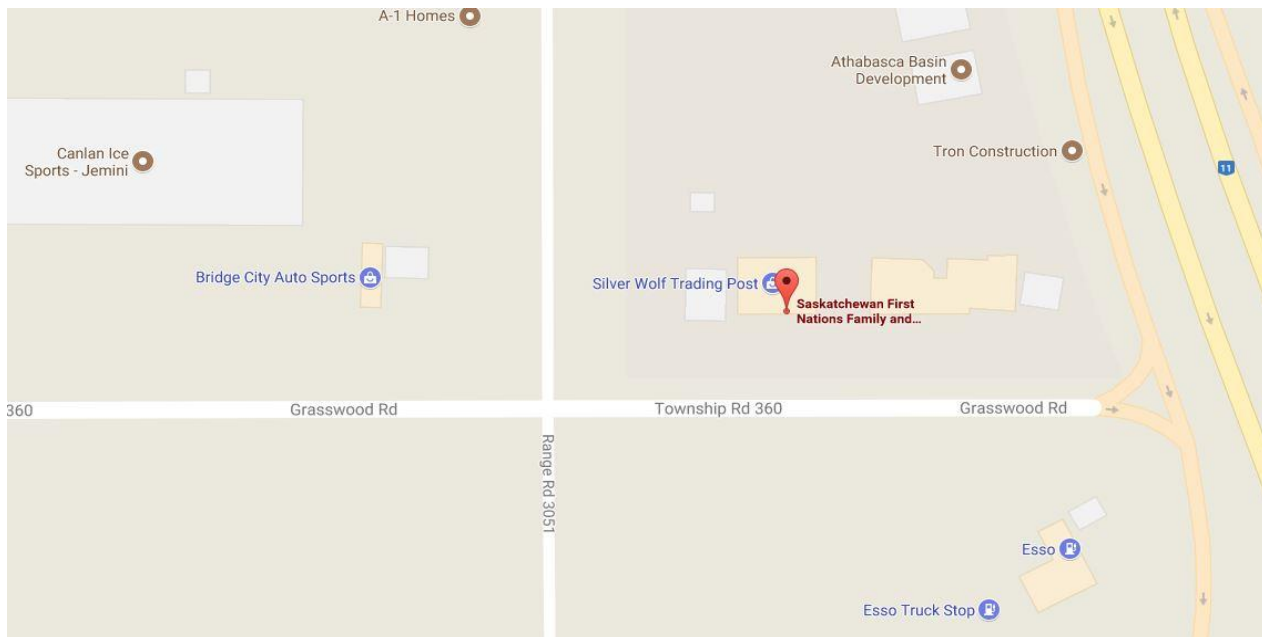 A-1 Homes
Athabasca Basin
Development
Canlan Ice
Sports - Jemini
Tron Construction
11
Bridge City Auto Sports
Silver Wolf Trading Post
Saskatchewan First
Nations Family and...
360
Grasswood Rd
Township Rd 360
Grasswood Rd
Range Rd 3051
Esso
Esso Truck Stop